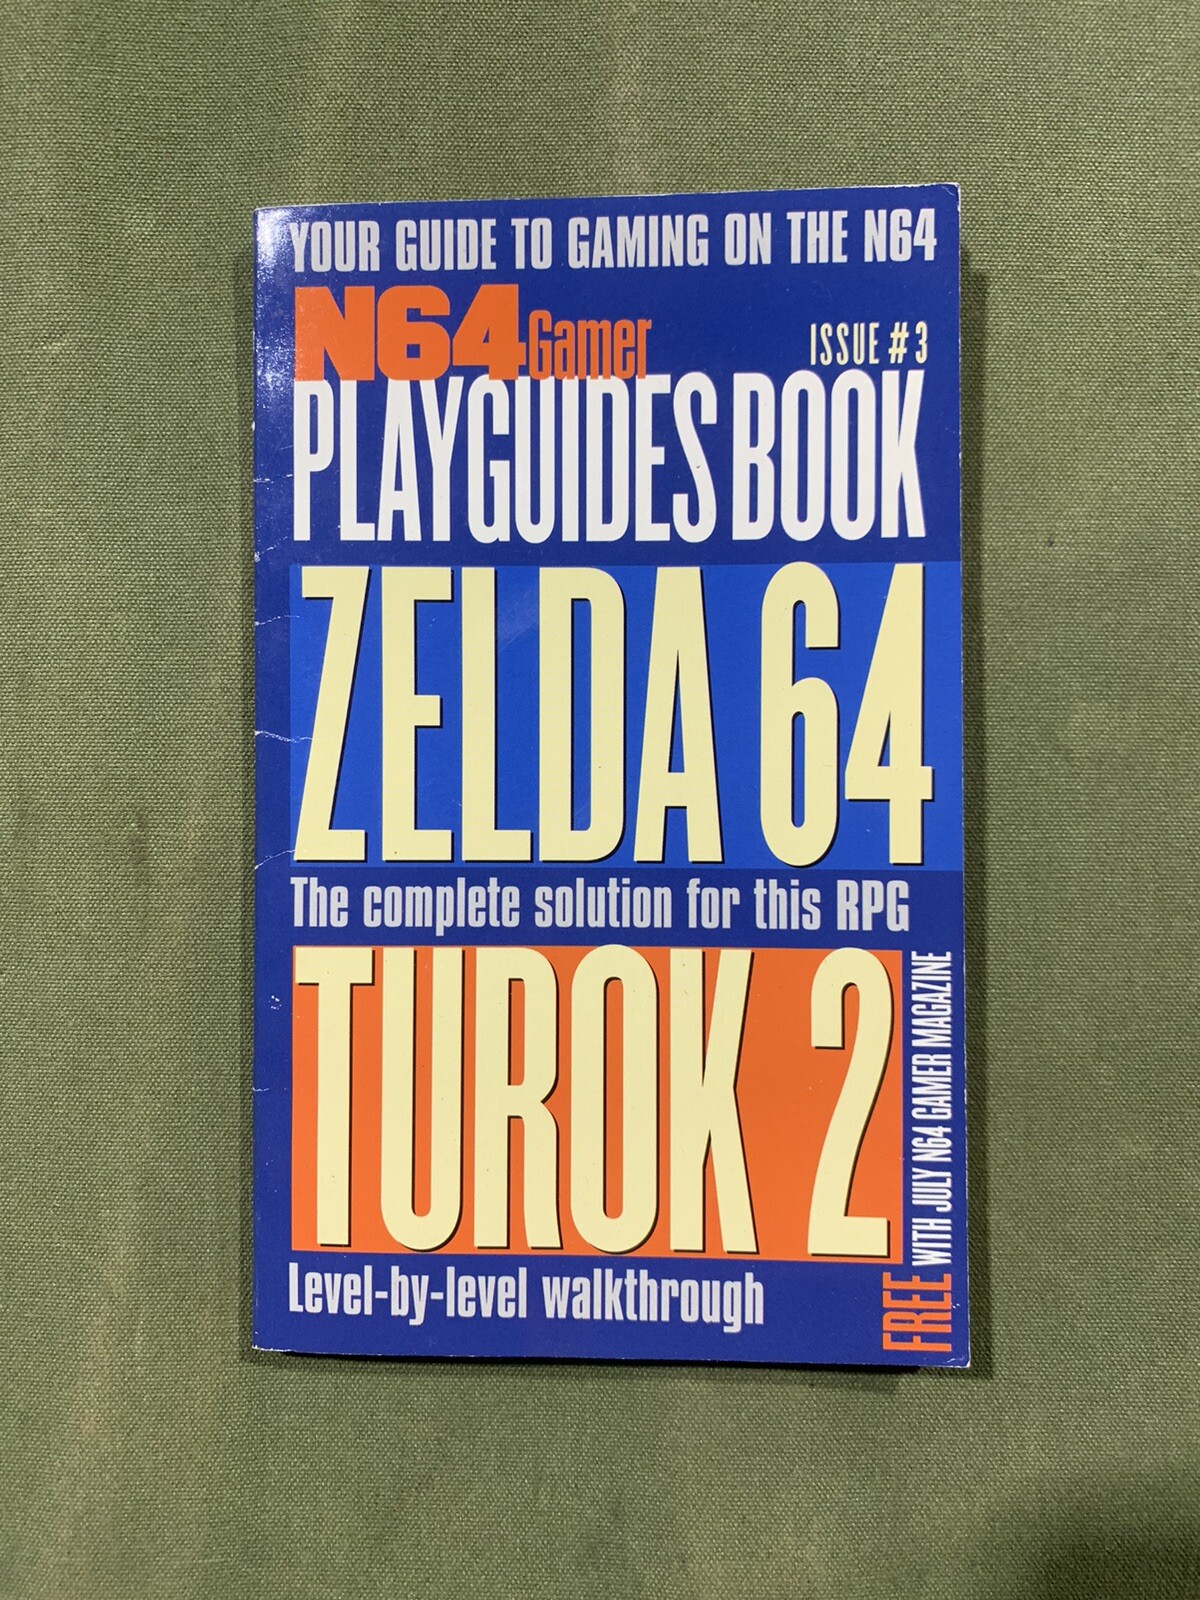 YOUR GUIDE TO GAMING ON THE N64
N64 Gamer
ISSUE #3
PLAYGUIDES BOOK
ZELDA 64
The complete solution for this RPG
TUROK 2
Level-by-level walkthrough
FREE WITH JULY N64 GAMER MAGAZINE